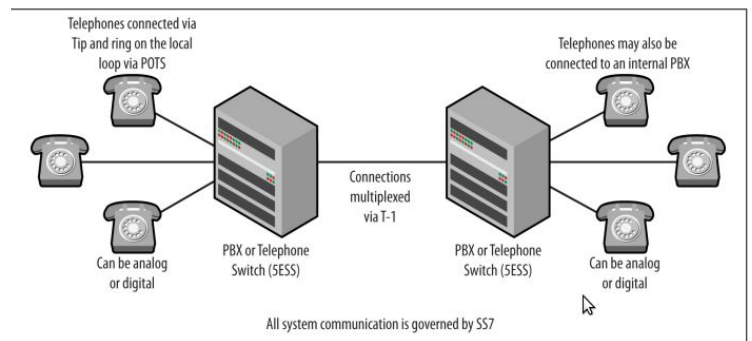 Telephones connected via
Tip and ring on the local
loop via POTS
Telephones may also be
connected to an internal PBX
Connections
multiplexed
via T-1
Can be analog
or digital
PBX or Telephone
Switch (5ESS)
PBX or Telephone
Switch (5ESS)
Can be analog
or digital
All system communication is governed by SS7